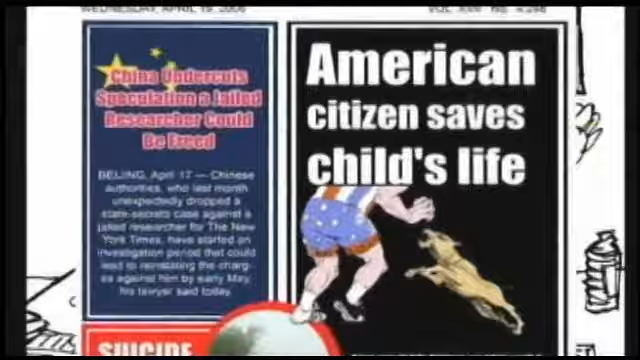 WEDNESDAY, APRIL 19, 2006
China Undercuts
Speculation a Jailed
Researcher Could
Be Freed
BEIJING, April 17 — Chinese
authorities, who last month
unexpectedly dropped a
state-secrets case against a
jailed researcher for The New
York Times, have started an
investigation period that could
lead to reinstating the charg-
es against him by early May,
his lawyer said today.
American
citizen saves
child's life
SUICIDE